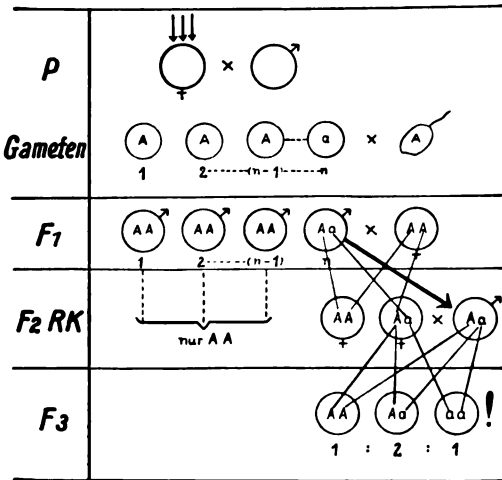 P ♀ × ♂
Gameten A A A a × A
1 2 (n-1) n
F1 AA♂ AA♂ AA♂ Aa♂ × AA♀
1 2 (n-1) n
F2 RK AA♀ Aa♀ × Aa♂
nur AA
F3 AA Aa aa !
1 : 2 : 1